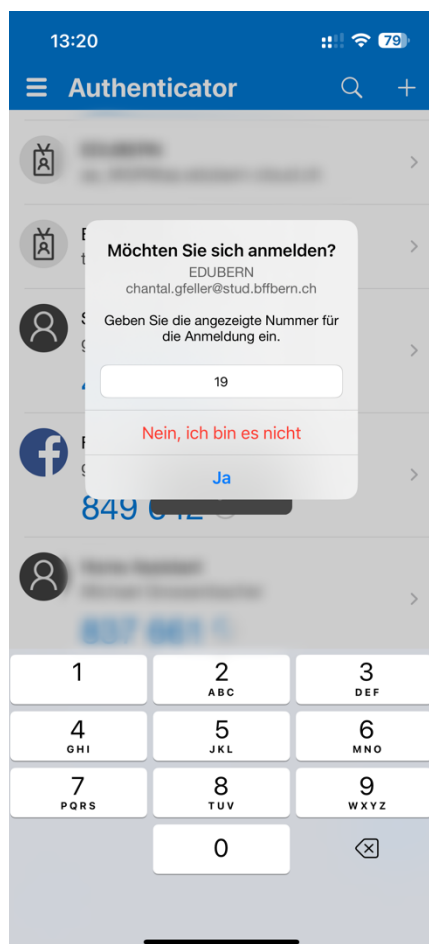 13:20
79
Authenticator
EDUBERN
Möchten Sie sich anmelden?
EDUBERN
chantal.gfeller@stud.bffbern.ch
Geben Sie die angezeigte Nummer für
die Anmeldung ein.
19
Nein, ich bin es nicht
Ja
849
1
2
ABC
3
DEF
4
GHI
5
JKL
6
MNO
7
PQRS
8
TUV
9
WXYZ
0